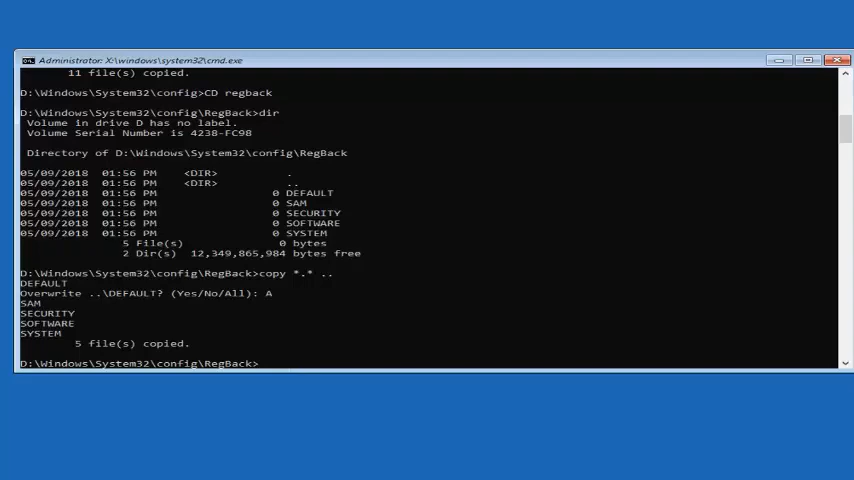 Administrator: X:\windows\system32\cmd.exe
11 file(s) copied.
D:\Windows\System32\config>CD regback
D:\Windows\System32\config\RegBack>dir
Volume in drive D has no label.
Volume Serial Number is 4238-FC98
Directory of D:\Windows\System32\config\RegBack
05/09/2018 01:56 PM <DIR> .
05/09/2018 01:56 PM <DIR> ..
05/09/2018 01:56 PM 0 DEFAULT
05/09/2018 01:56 PM 0 SAM
05/09/2018 01:56 PM 0 SECURITY
05/09/2018 01:56 PM 0 SOFTWARE
05/09/2018 01:56 PM 0 SYSTEM
5 File(s) 0 bytes
2 Dir(s) 12,349,865,984 bytes free
D:\Windows\System32\config\RegBack>copy *.* ..
DEFAULT
Overwrite ..\DEFAULT? (Yes/No/All): A
SAM
SECURITY
SOFTWARE
SYSTEM
5 file(s) copied.
D:\Windows\System32\config\RegBack>